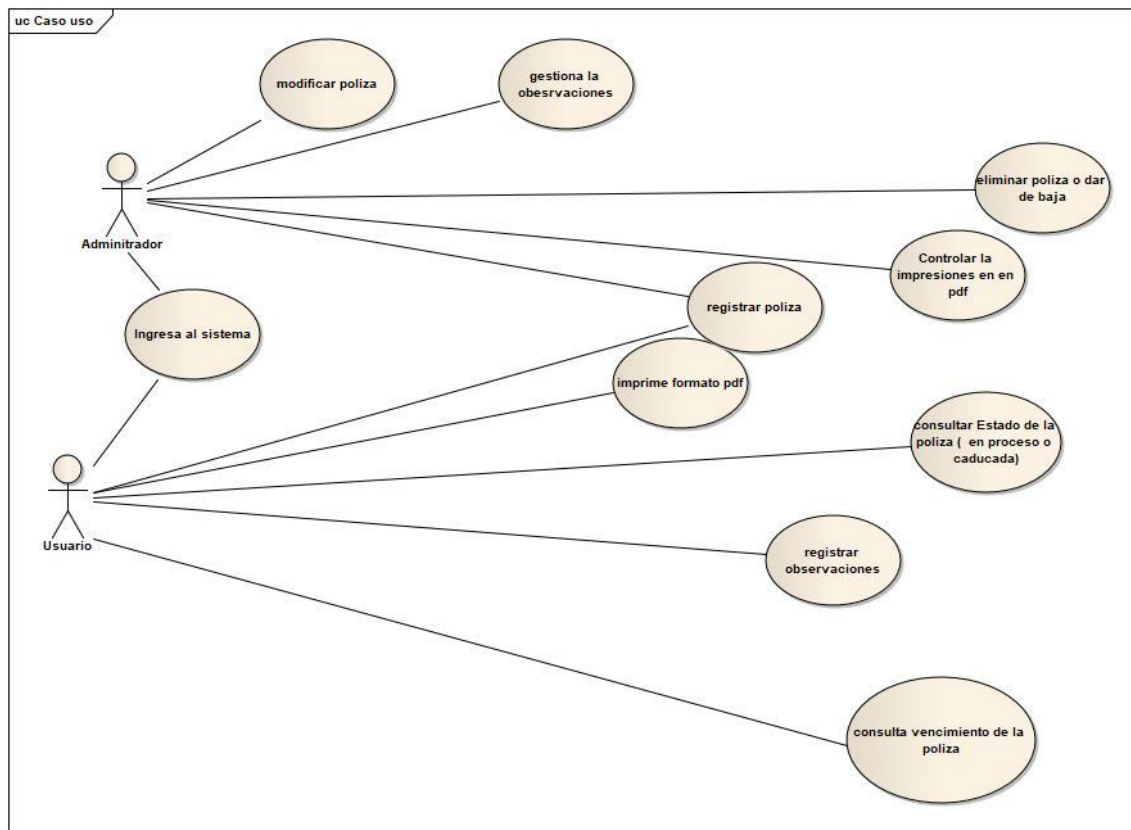 uc Caso uso
modificar poliza
gestiona la
obesrvaciones
eliminar poliza o dar
de baja
Adminitrador
Controlar la
impresiones en en
pdf
registrar poliza
Ingresa al sistema
imprime formato pdf
consultar Estado de la
poliza ( en proceso o
caducada)
Usuario
registrar
observaciones
consulta vencimiento de la
poliza